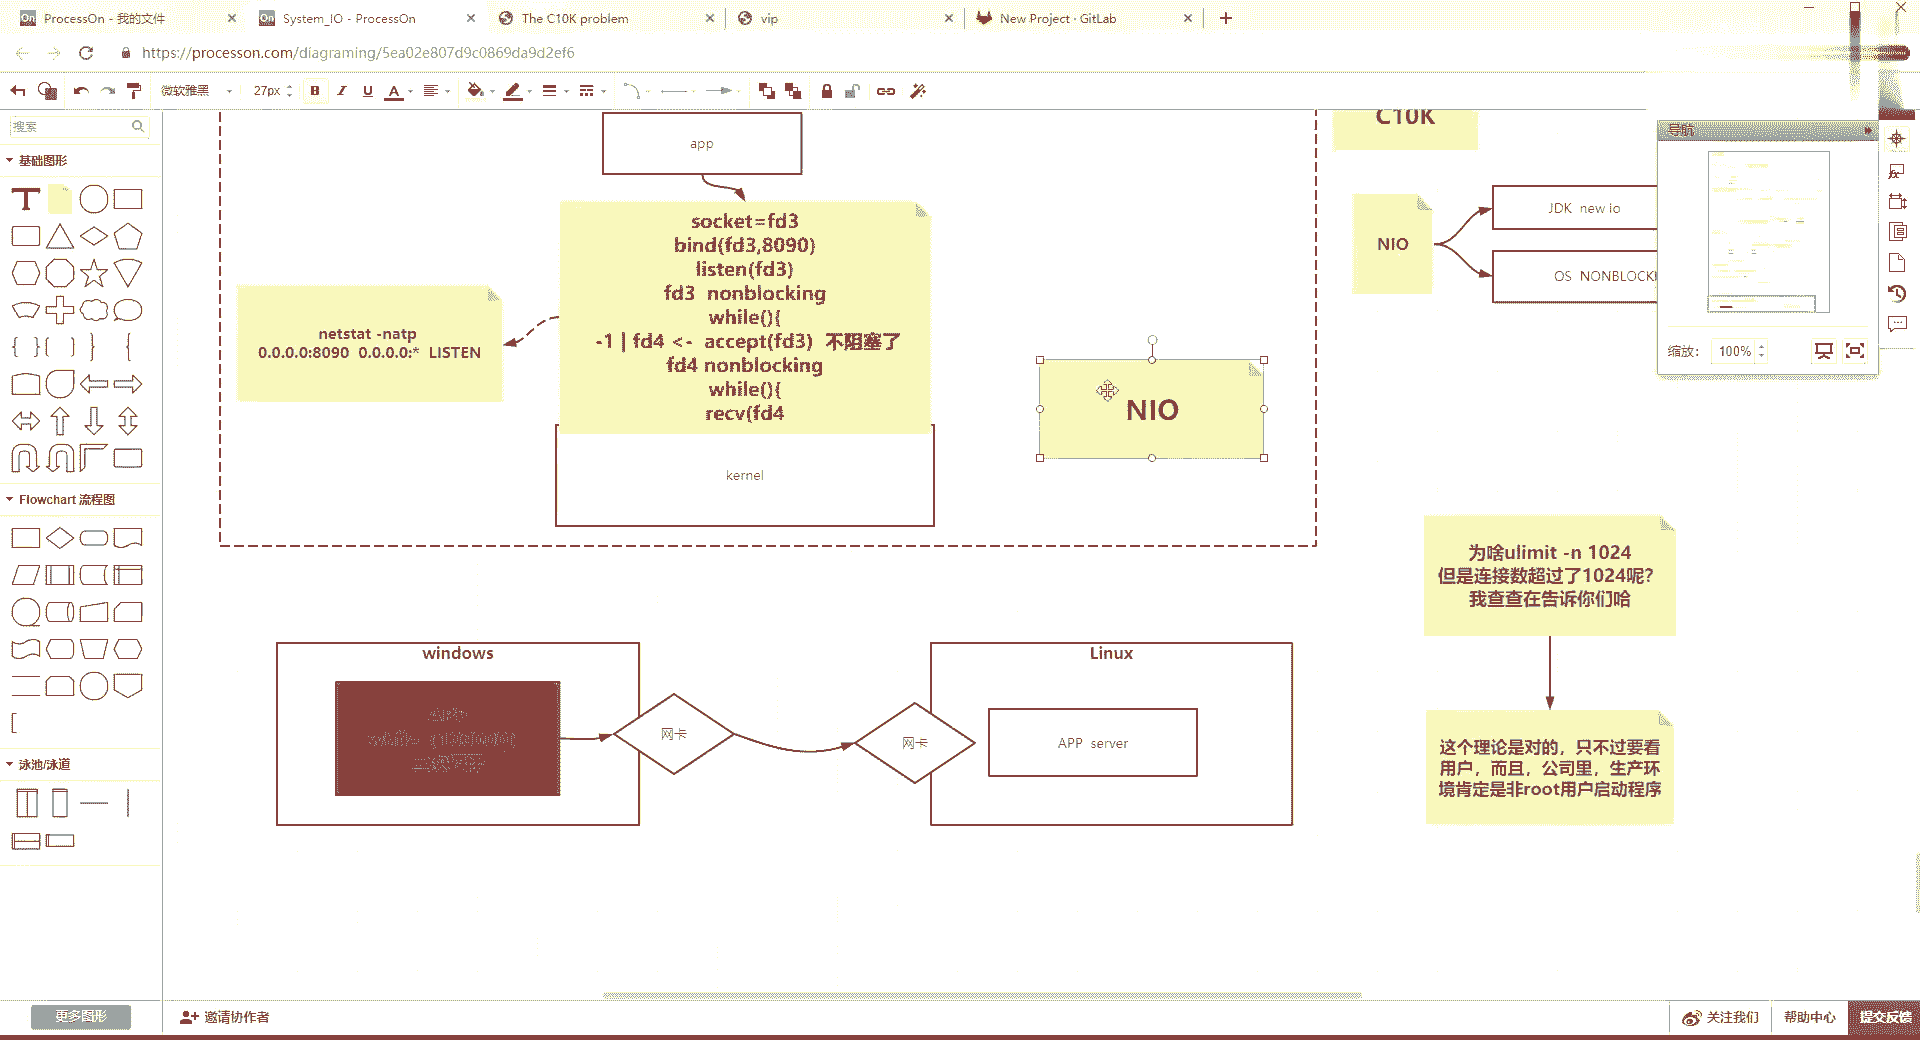 ProcessOn - 我的文件
System_IO - ProcessOn
The C10K problem
vip
New Project · GitLab
https://processon.com/diagraming/5ea02e807d9c0869da9d2ef6
微软雅黑
27px
B I U A
搜索
基础图形
Flowchart 流程图
泳池/泳道
更多图形
app
socket=fd3
bind(fd3,8090)
listen(fd3)
fd3 nonblocking
while(){
-1 | fd4 <- accept(fd3) 不阻塞了
fd4 nonblocking
while(){
recv(fd4
kernel
netstat -natp
0.0.0.0:8090 0.0.0.0:* LISTEN
NIO
C10K
NIO
JDK new io
OS NONBLOCKI
导航
缩放：
100%
为啥ulimit -n 1024
但是连接数超过了1024呢？
我查查在告诉你们哈
这个理论是对的，只不过要看
用户，而且，公司里，生产环
境肯定是非root用户启动程序
windows
网卡
网卡
Linux
APP server
邀请协作者
关注我们
帮助中心
提交反馈